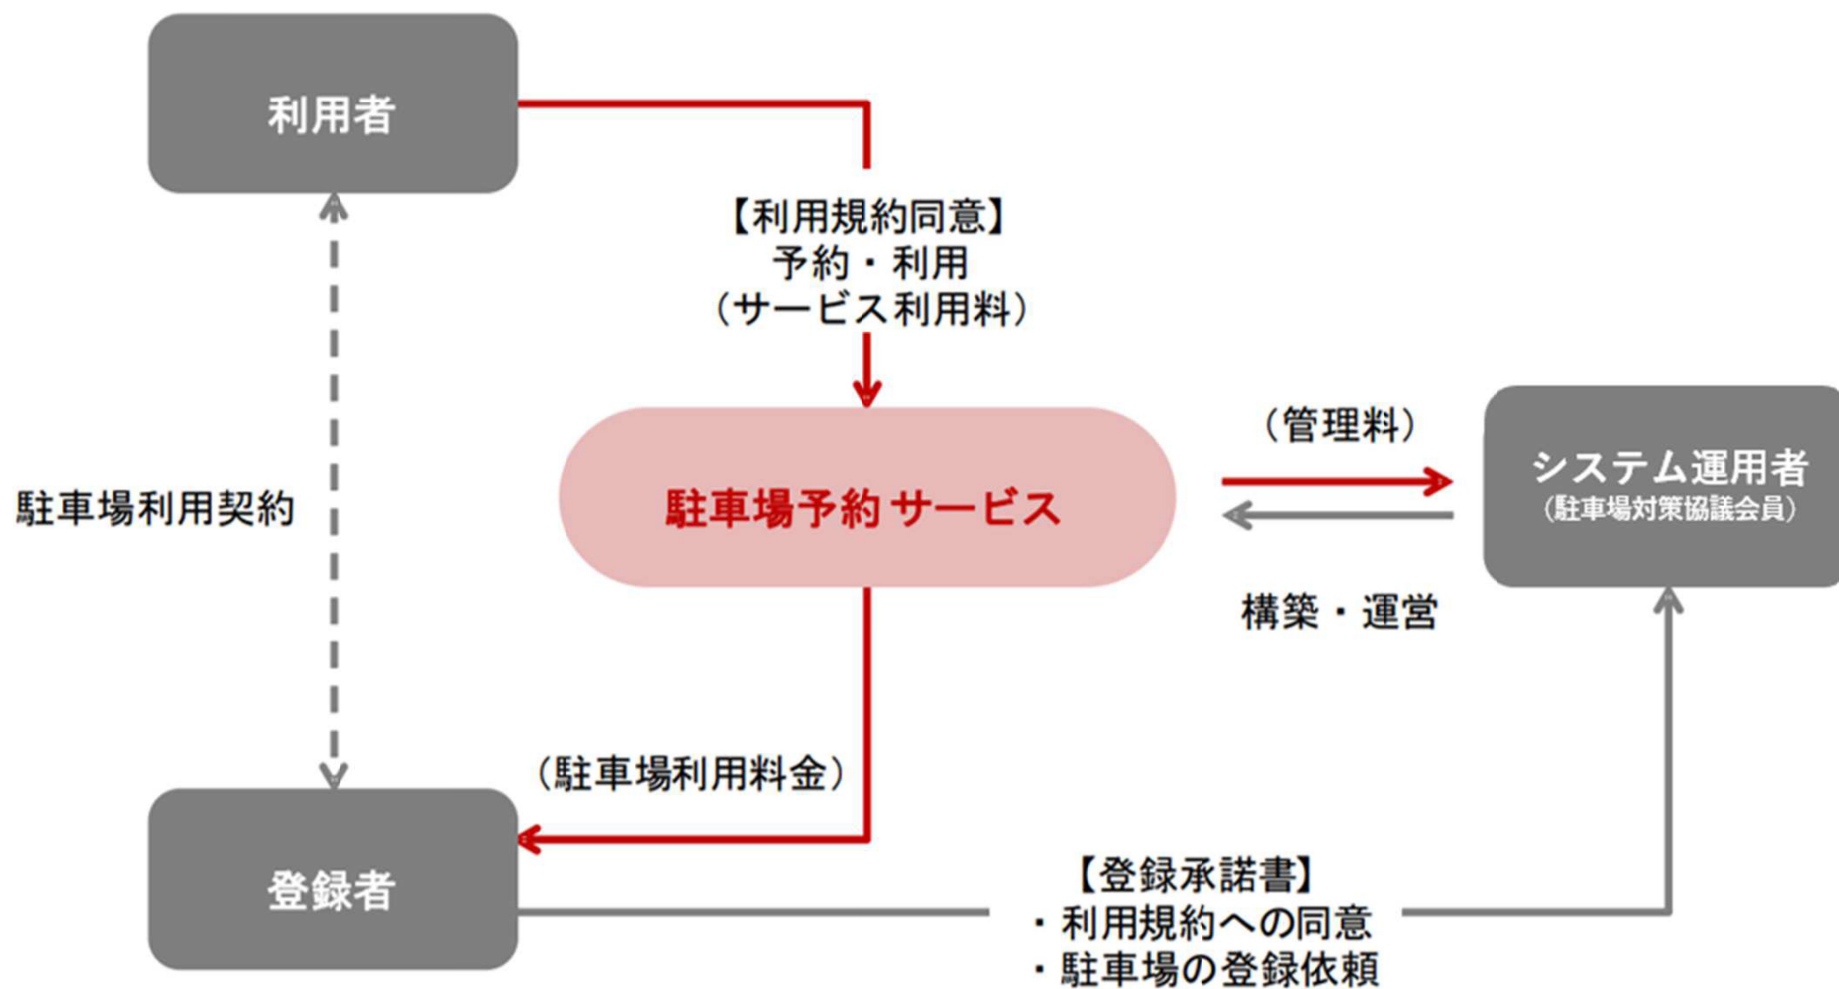 利用者
【利用規約同意】
予約・利用
（サービス利用料）
（管理料）
システム運用者
（駐車場対策協議会員）
駐車場予約サービス
駐車場利用契約
構築・運営
（駐車場利用料金）
登録者
【登録承諾書】
・利用規約への同意
・駐車場の登録依頼